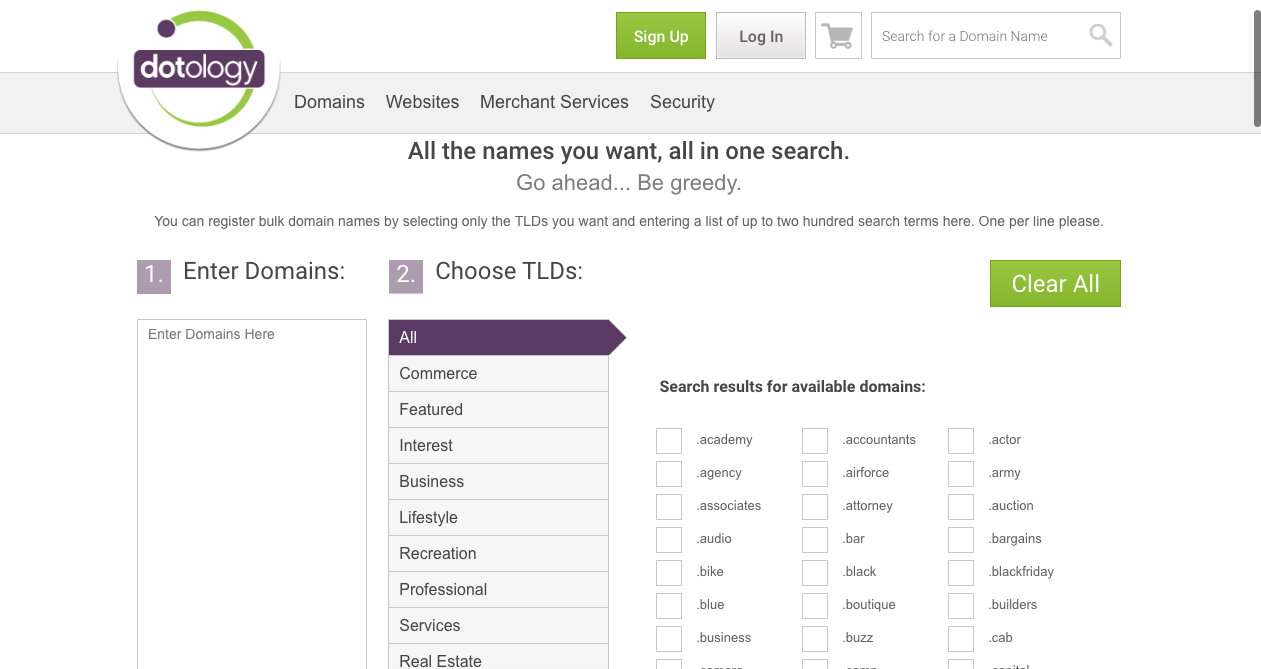 Sign Up
Log In
Search for a Domain Name
dotology
Domains
Websites
Merchant Services
Security
All the names you want, all in one search.
Go ahead... Be greedy.
You can register bulk domain names by selecting only the TLDs you want and entering a list of up to two hundred search terms here. One per line please.
1. Enter Domains:
2. Choose TLDs:
Clear All
Enter Domains Here
All
Commerce
Featured
Interest
Business
Lifestyle
Recreation
Professional
Services
Real Estate
Search results for available domains:
.academy .accountants .actor
.agency .airforce .army
.associates .attorney .auction
.audio .bar .bargains
.bike .black .blackfriday
.blue .boutique .builders
.business .buzz .cab